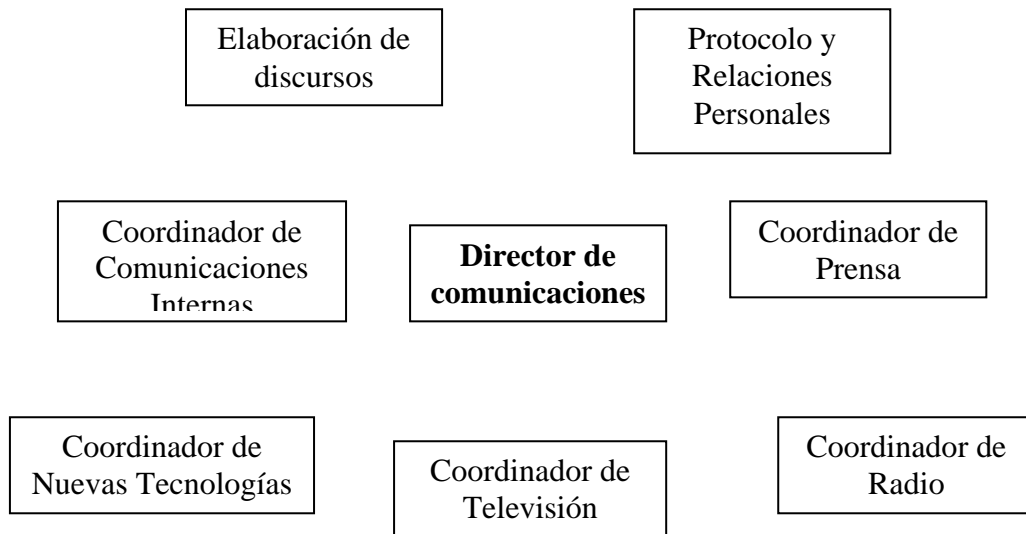 Elaboración de
discursos
Protocolo y
Relaciones
Personales
Coordinador de
Comunicaciones
Internas
Director de
comunicaciones
Coordinador de
Prensa
Coordinador de
Nuevas Tecnologías
Coordinador de
Televisión
Coordinador de
Radio